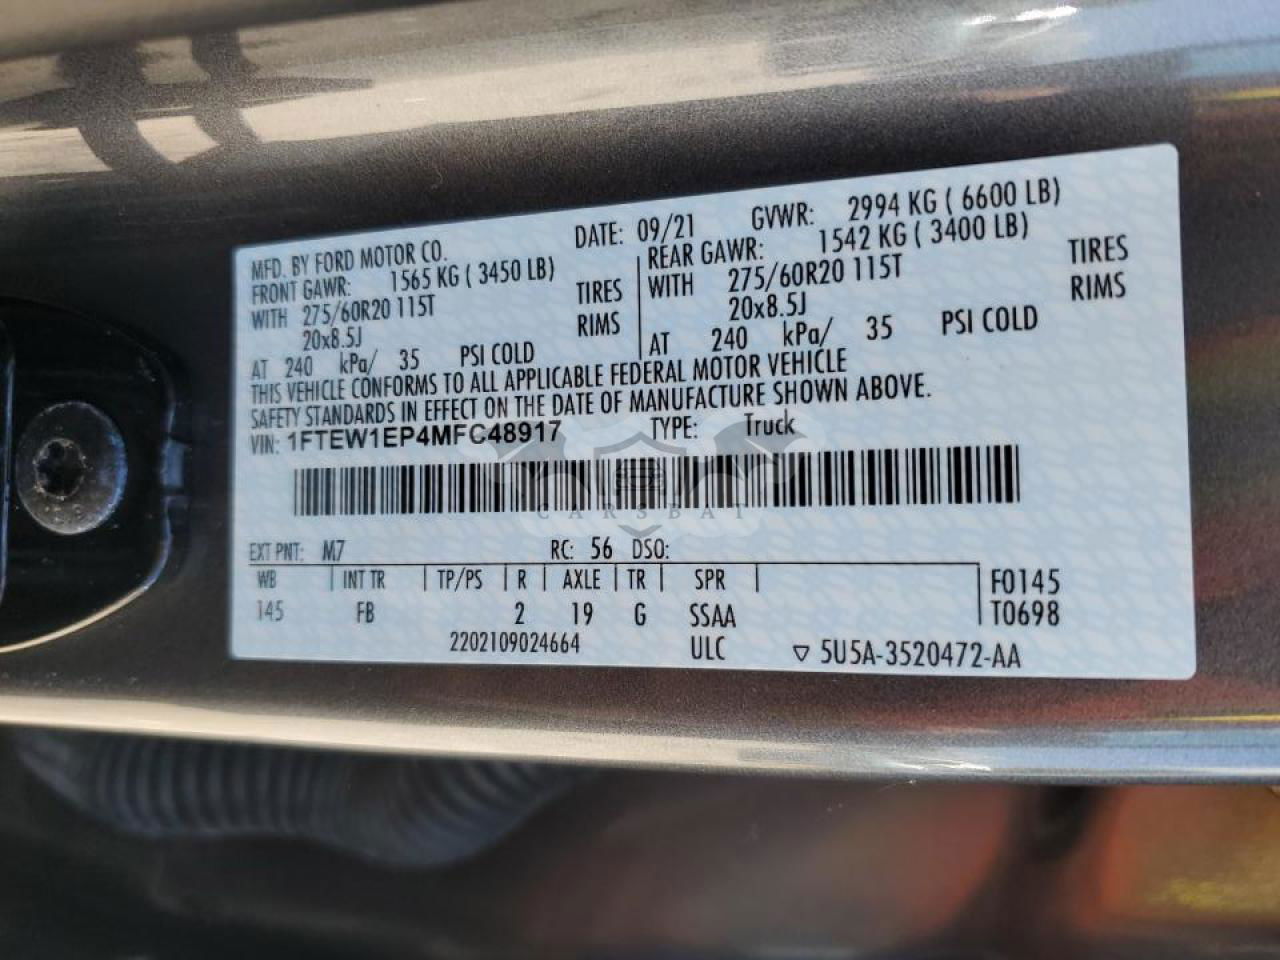 MFD. BY FORD MOTOR CO. DATE: 09/21 GVWR: 2994 KG ( 6600 LB)
FRONT GAWR: 1565 KG ( 3450 LB) REAR GAWR: 1542 KG ( 3400 LB)
WITH 275/60R20 115T TIRES WITH 275/60R20 115T TIRES
20x8.5J RIMS 20x8.5J RIMS
AT 240 kPa/ 35 PSI COLD AT 240 kPa/ 35 PSI COLD
THIS VEHICLE CONFORMS TO ALL APPLICABLE FEDERAL MOTOR VEHICLE
SAFETY STANDARDS IN EFFECT ON THE DATE OF MANUFACTURE SHOWN ABOVE.
VIN: 1FTEW1EP4MFC48917 TYPE: Truck
CARSBAT
EXT PNT: M7 RC: 56 DSO:
WB INT TR TP/PS R AXLE TR SPR F0145
145 FB 2 19 G SSAA T0698
2202109024664 ULC ▽ 5U5A-3520472-AA